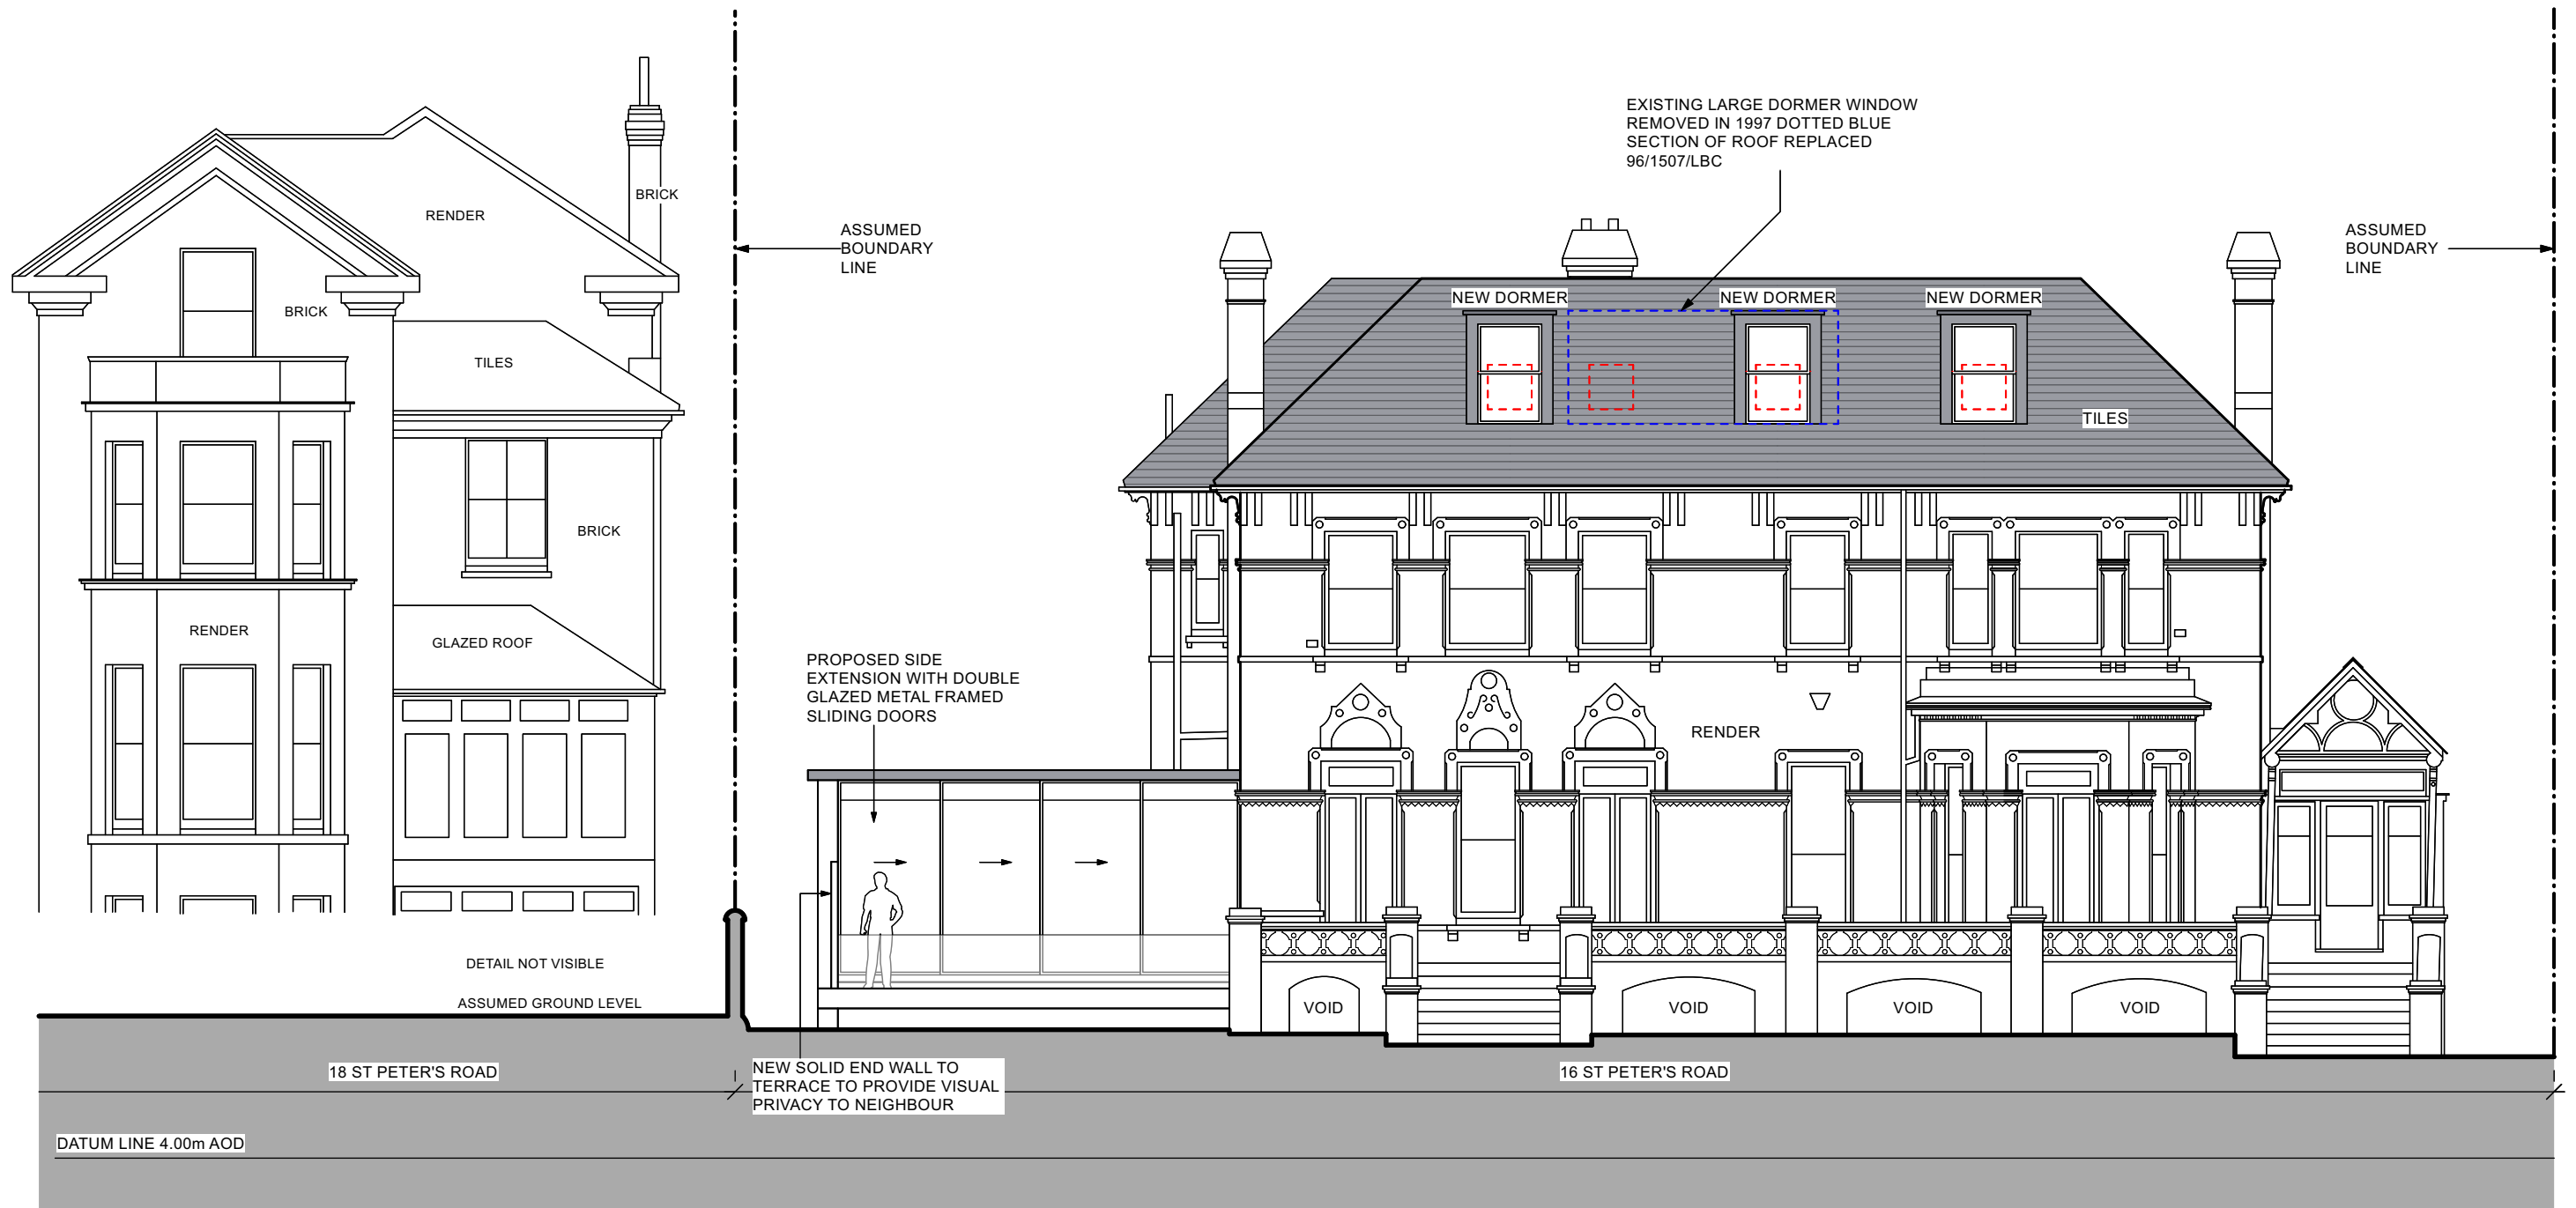 EXISTING LARGE DORMER WINDOW
REMOVED IN 1997 DOTTED BLUE
SECTION OF ROOF REPLACED
96/1507/LBC
BRICK
RENDER
ASSUMED
BOUNDARY
LINE
ASSUMED
BOUNDARY
LINE
BRICK
NEW DORMER
NEW DORMER
NEW DORMER
TILES
TILES
BRICK
RENDER
GLAZED ROOF
PROPOSED SIDE
EXTENSION WITH DOUBLE
GLAZED METAL FRAMED
SLIDING DOORS
RENDER
DETAIL NOT VISIBLE
ASSUMED GROUND LEVEL
VOID
VOID
VOID
VOID
18 ST PETER'S ROAD
NEW SOLID END WALL TO
TERRACE TO PROVIDE VISUAL
PRIVACY TO NEIGHBOUR
16 ST PETER'S ROAD
DATUM LINE 4.00m AOD